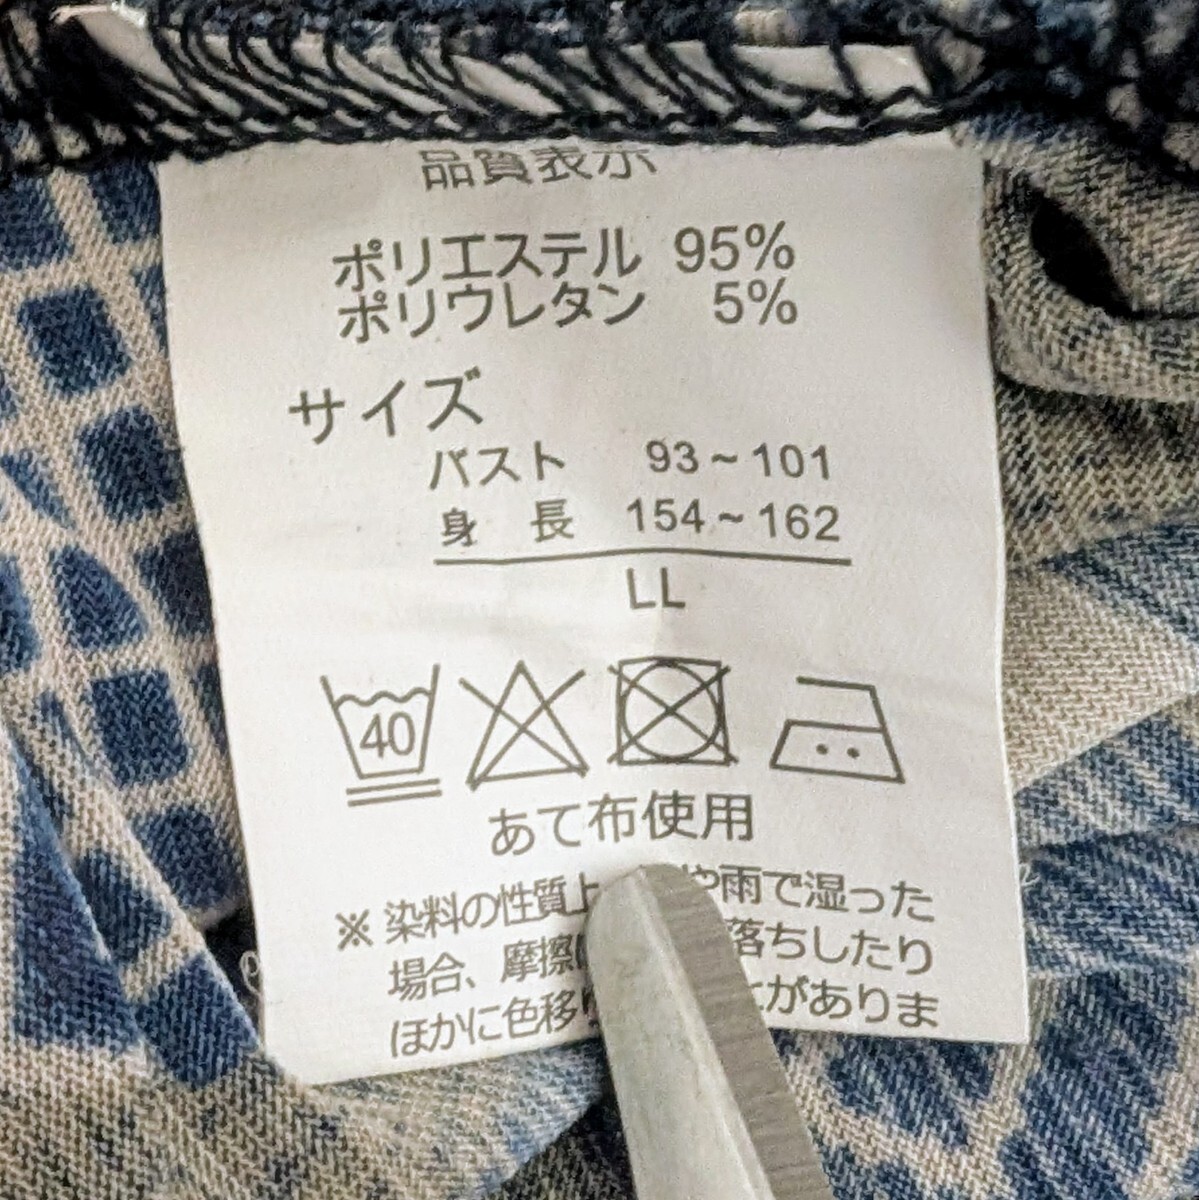 品質表示
ポリエステル 95%
ポリウレタン 5%
サイズ
バスト 93~101
身 長 154~162
LL
40
あて布使用
※ 染料の性質上 や雨で湿った
場合、摩擦 落ちしたり
ほかに色移り とがありま